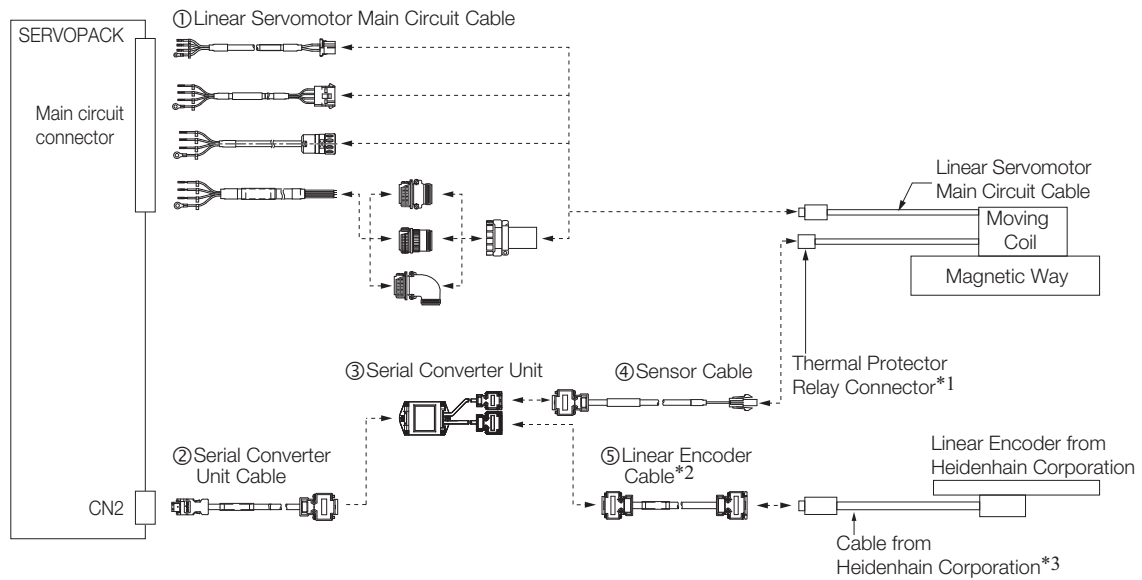 ①Linear Servomotor Main Circuit Cable
SERVOPACK
Main circuit
connector
Linear Servomotor
Main Circuit Cable
Moving
Coil
Magnetic Way
Thermal Protector
Relay Connector*1
③Serial Converter Unit
④Sensor Cable
②Serial Converter
Unit Cable
⑤Linear Encoder
Cable*2
Linear Encoder from
Heidenhain Corporation
CN2
Cable from
Heidenhain Corporation*3